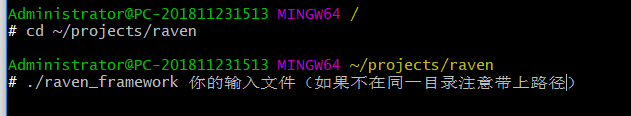 Administrator@PC-201811231513 MINGW64 /
# cd ~/projects/raven
Administrator@PC-201811231513 MINGW64 ~/projects/raven
# ./raven_framework 你的输入文件（如果不在同一目录注意带上路径）